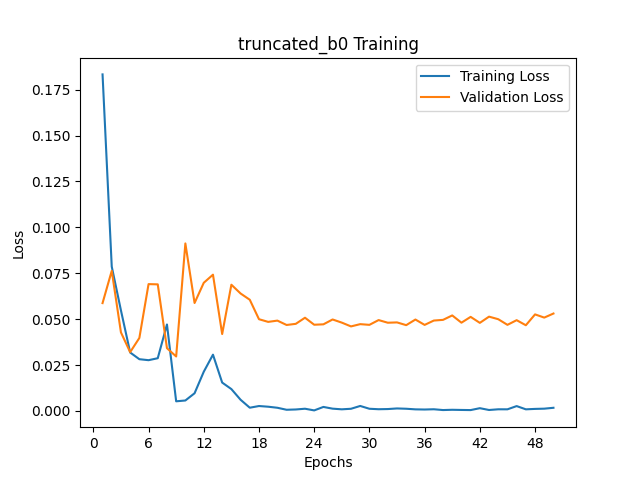 truncated_b0 Training
Training Loss
Validation Loss
0.175
0.150
0.125
0.100
0.075
0.050
0.025
0.000
Loss
0 6 12 18 24 30 36 42 48
Epochs